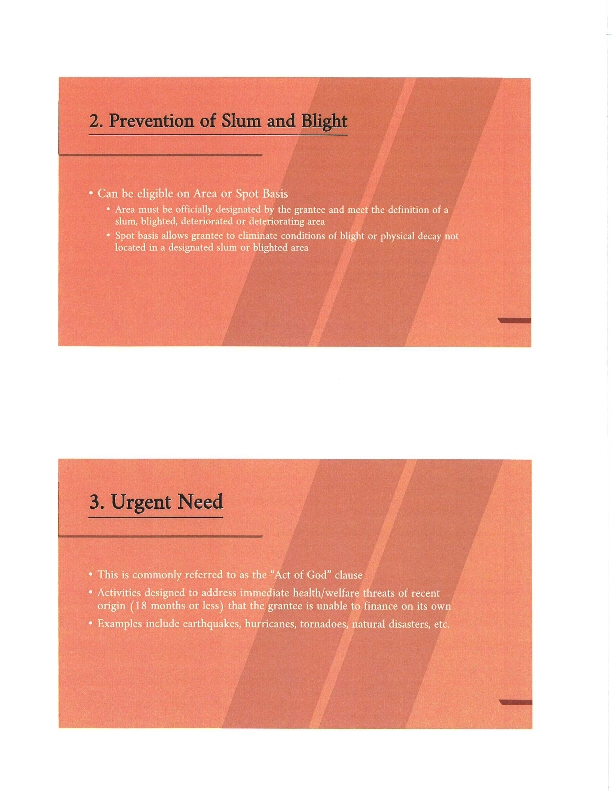 2. Prevention of Slum and Blight
• Can be eligible on Area or Spot Basis
• Area must be officially designated by the grantee and meet the definition of a
slum, blighted, deteriorated or deteriorating area
• Spot basis allows grantee to eliminate conditions of blight or physical decay not
located in a designated slum or blighted area
3. Urgent Need
• This is commonly referred to as the "Act of God" clause
• Activities designed to address immediate health/welfare threats of recent
origin (18 months or less) that the grantee is unable to finance on its own
• Examples include earthquakes, hurricanes, tornadoes, natural disasters, etc.